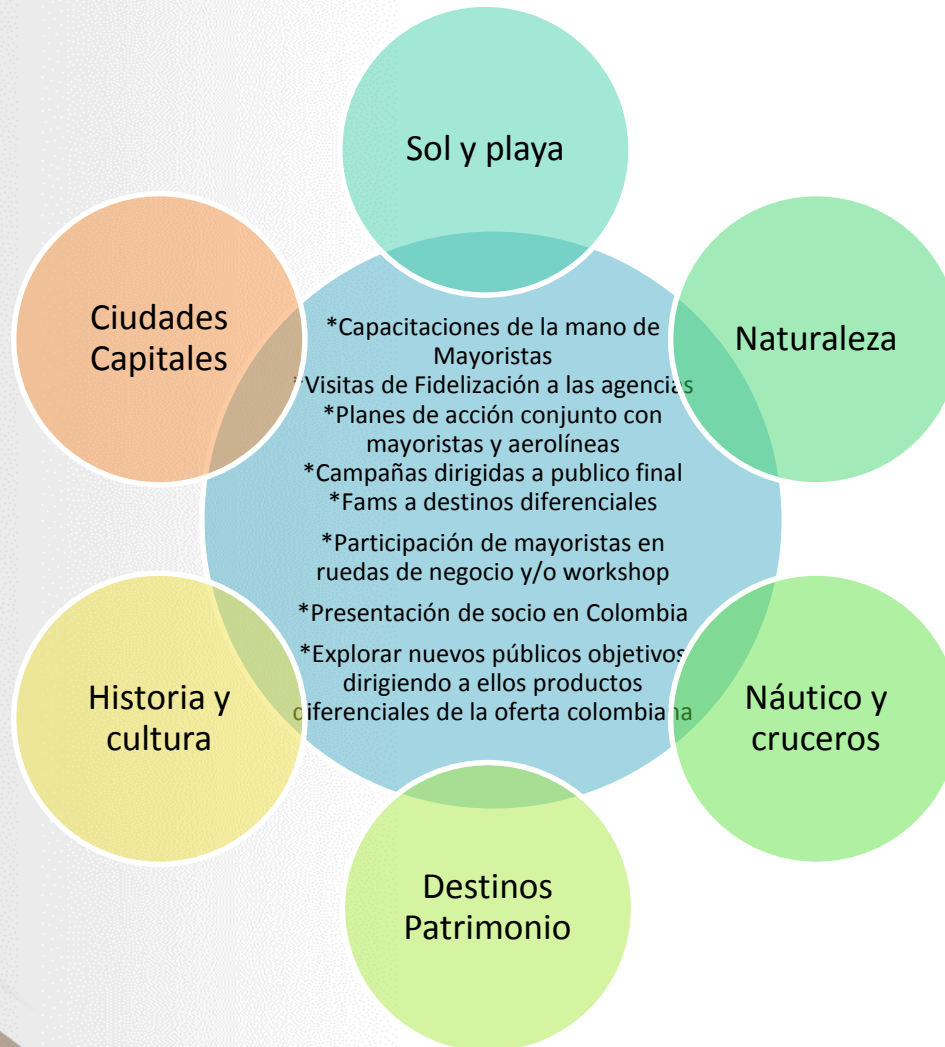 Sol y playa
Ciudades
Capitales
Naturaleza
*Capacitaciones de la mano de
Mayoristas
*Visitas de Fidelización a las agencias
*Planes de acción conjunto con
mayoristas y aerolíneas
*Campañas dirigidas a publico final
*Fams a destinos diferenciales
*Participación de mayoristas en
ruedas de negocio y/o workshop
*Presentación de socio en Colombia
*Explorar nuevos públicos objetivos
dirigiendo a ellos productos
diferenciales de la oferta colombiana
Historia y
cultura
Náutico y
cruceros
Destinos
Patrimonio